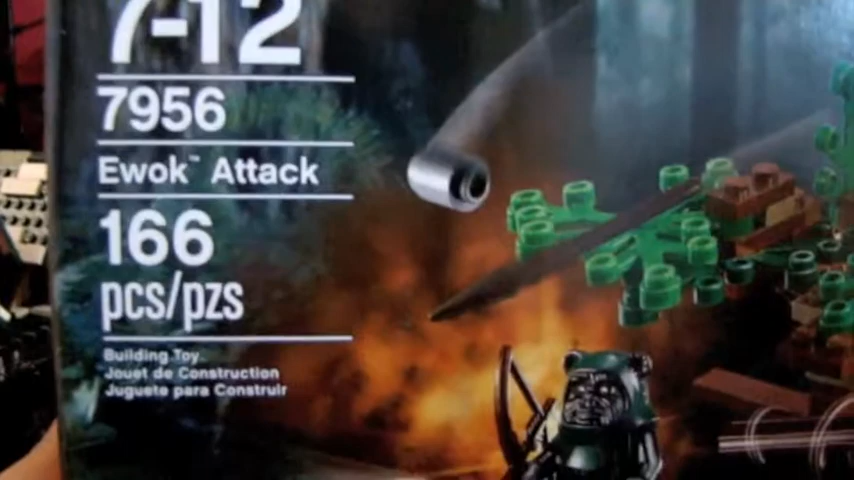 7-12
7956
Ewok™ Attack
166
pcs/pzs
Building Toy
Jouet de Construction
Juguete para Construir